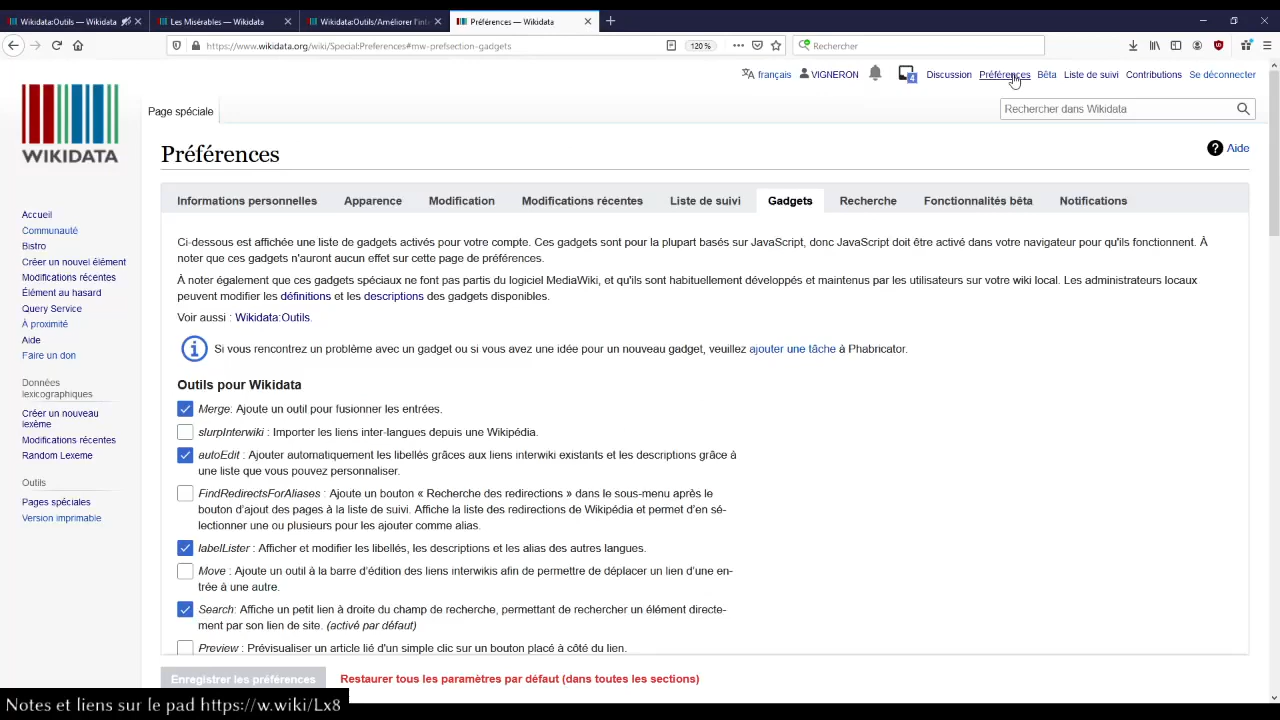 Wikidata:Outils — Wikidata
Les Misérables — Wikidata
Wikidata:Outils/Améliorer l'int
Préférences — Wikidata
https://www.wikidata.org/wiki/Special:Preferences#mw-prefsection-gadgets
120 %
Rechercher
français
VIGNERON
4
Discussion
Préférences
Bêta
Liste de suivi
Contributions
Se déconnecter
WIKIDATA
Page spéciale
Rechercher dans Wikidata
Préférences
Aide
Informations personnelles
Apparence
Modification
Modifications récentes
Liste de suivi
Gadgets
Recherche
Fonctionnalités bêta
Notifications
Accueil
Communauté
Bistro
Créer un nouvel élément
Modifications récentes
Élément au hasard
Query Service
À proximité
Aide
Faire un don
Données
lexicographiques
Créer un nouveau
lexème
Modifications récentes
Random Lexeme
Outils
Pages spéciales
Version imprimable
Ci-dessous est affichée une liste de gadgets activés pour votre compte. Ces gadgets sont pour la plupart basés sur JavaScript, donc JavaScript doit être activé dans votre navigateur pour qu'ils fonctionnent. À
noter que ces gadgets n'auront aucun effet sur cette page de préférences.
À noter également que ces gadgets spéciaux ne font pas partis du logiciel MediaWiki, et qu'ils sont habituellement développés et maintenus par les utilisateurs sur votre wiki local. Les administrateurs locaux
peuvent modifier les définitions et les descriptions des gadgets disponibles.
Voir aussi : Wikidata:Outils.
Si vous rencontrez un problème avec un gadget ou si vous avez une idée pour un nouveau gadget, veuillez ajouter une tâche à Phabricator.
Outils pour Wikidata
Merge: Ajoute un outil pour fusionner les entrées.
slurpInterwiki : Importer les liens inter-langues depuis une Wikipédia.
autoEdit : Ajouter automatiquement les libellés grâces aux liens interwiki existants et les descriptions grâce à
une liste que vous pouvez personnaliser.
FindRedirectsForAliases : Ajoute un bouton « Recherche des redirections » dans le sous-menu après le
bouton d'ajout des pages à la liste de suivi. Affiche la liste des redirections de Wikipédia et permet d'en sé-
lectionner une ou plusieurs pour les ajouter comme alias.
labelLister : Afficher et modifier les libellés, les descriptions et les alias des autres langues.
Move : Ajoute un outil à la barre d'édition des liens interwikis afin de permettre de déplacer un lien d'une en-
trée à une autre.
Search: Affiche un petit lien à droite du champ de recherche, permettant de rechercher un élément directe-
ment par son lien de site. (activé par défaut)
Preview : Prévisualiser un article lié d'un simple clic sur un bouton placé à côté du lien.
Enregistrer les préférences
Restaurer tous les paramètres par défaut (dans toutes les sections)
Notes et liens sur le pad https://w.wiki/Lx8